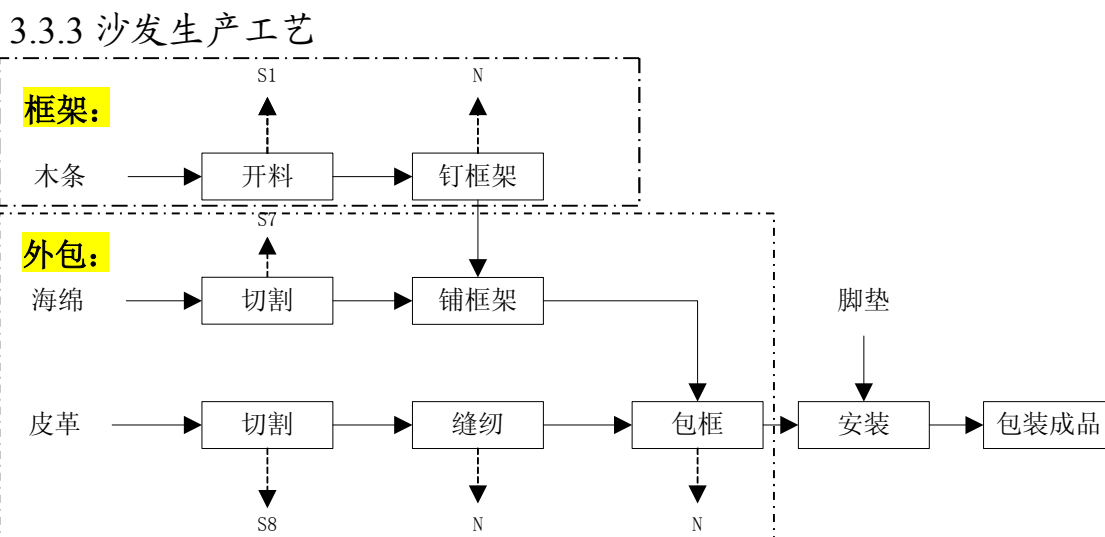 3.3.3 沙发生产工艺
S1
N
框架：
木条
开料
钉框架
S7
外包：
海绵
切割
铺框架
脚垫
皮革
切割
缝纫
包框
安装
包装成品
S8
N
N